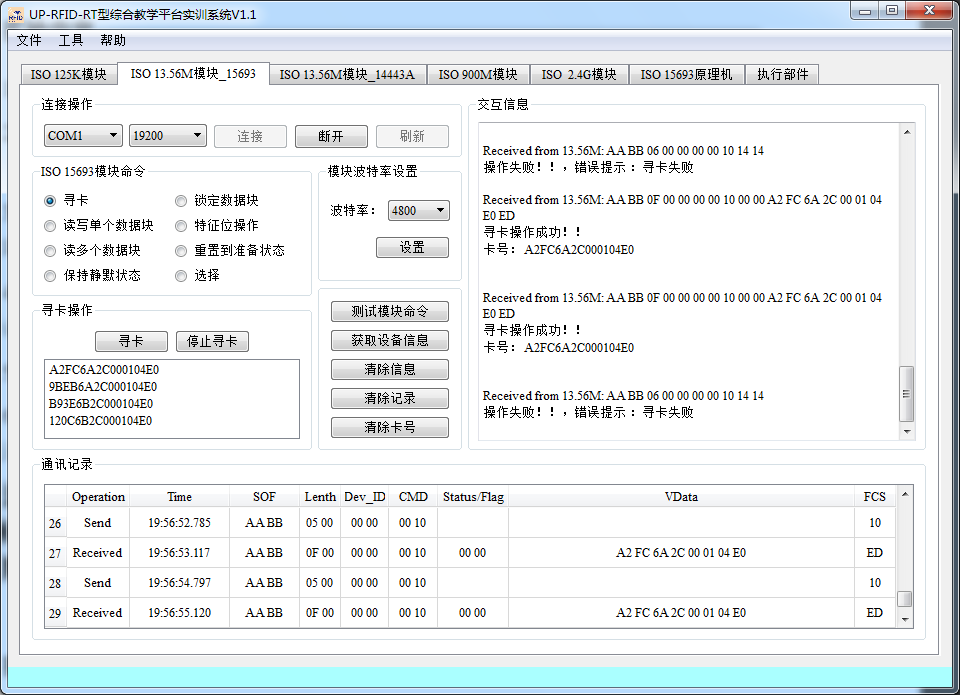 UP-RFID-RT型综合教学平台实训系统V1.1
文件 工具 帮助
ISO 125K模块 ISO 13.56M模块_15693 ISO 13.56M模块_14443A ISO 900M模块 ISO 2.4G模块 ISO 15693原理机 执行部件
连接操作
COM1 19200 连接 断开 刷新
ISO 15693模块命令
寻卡 锁定数据块
读写单个数据块 特征位操作
读多个数据块 重置到准备状态
保持静默状态 选择
模块波特率设置
波特率： 4800
设置
寻卡操作
寻卡 停止寻卡
A2FC6A2C000104E0
9BEB6A2C000104E0
B93E6B2C000104E0
120C6B2C000104E0
测试模块命令
获取设备信息
清除信息
清除记录
清除卡号
交互信息
Received from 13.56M: AA BB 06 00 00 00 00 10 14 14
操作失败！！，错误提示：寻卡失败
Received from 13.56M: AA BB 0F 00 00 00 00 10 00 00 A2 FC 6A 2C 00 01 04
E0 ED
寻卡操作成功！！
卡号： A2FC6A2C000104E0
Received from 13.56M: AA BB 0F 00 00 00 00 10 00 00 A2 FC 6A 2C 00 01 04
E0 ED
寻卡操作成功！！
卡号： A2FC6A2C000104E0
Received from 13.56M: AA BB 06 00 00 00 00 10 14 14
操作失败！！，错误提示：寻卡失败
通讯记录
Operation Time SOF Lenth Dev_ID CMD Status/Flag VData FCS
26 Send 19:56:52.785 AA BB 05 00 00 00 00 10 10
27 Received 19:56:53.117 AA BB 0F 00 00 00 00 10 00 00 A2 FC 6A 2C 00 01 04 E0 ED
28 Send 19:56:54.797 AA BB 05 00 00 00 00 10 10
29 Received 19:56:55.120 AA BB 0F 00 00 00 00 10 00 00 A2 FC 6A 2C 00 01 04 E0 ED